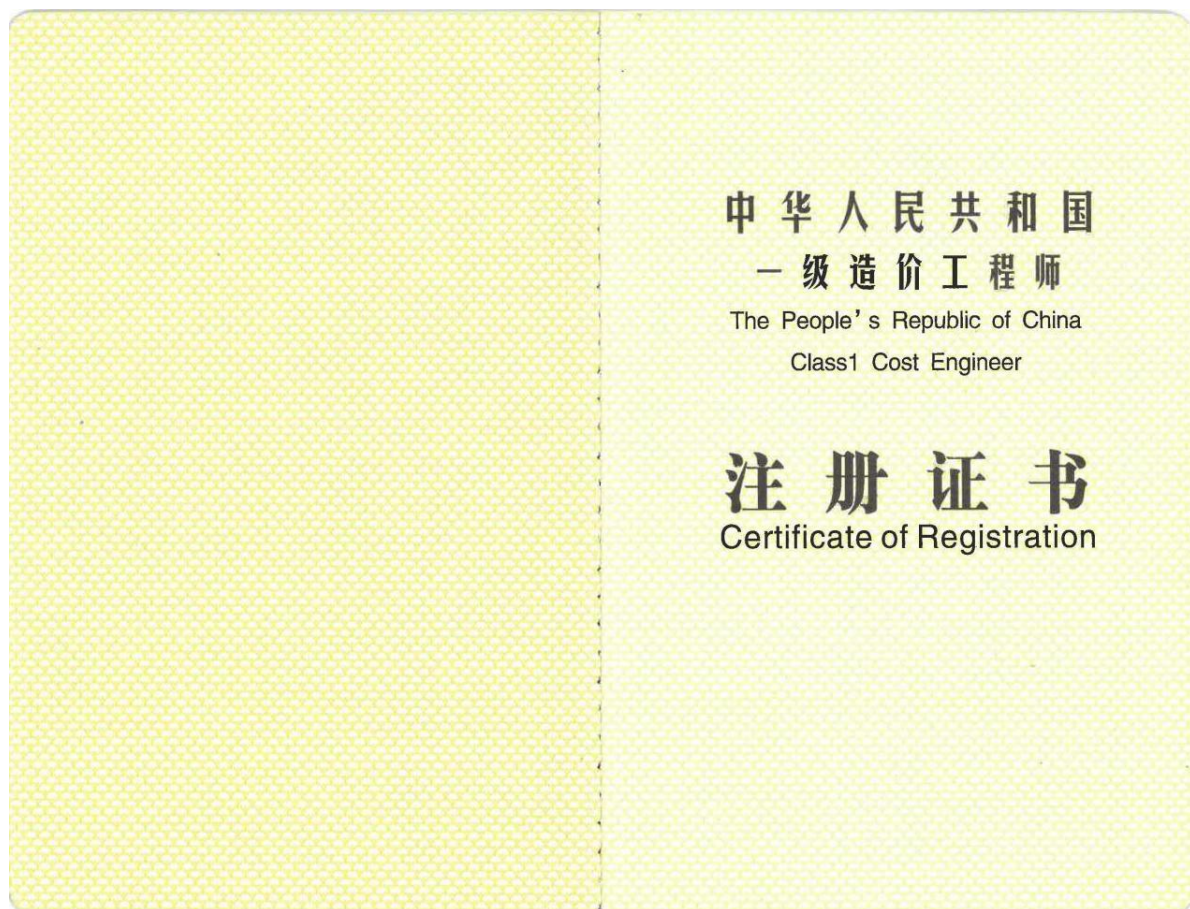 中华人民共和国
一级造价工程师
The People's Republic of China
Class1 Cost Engineer
注册证书
Certificate of Registration